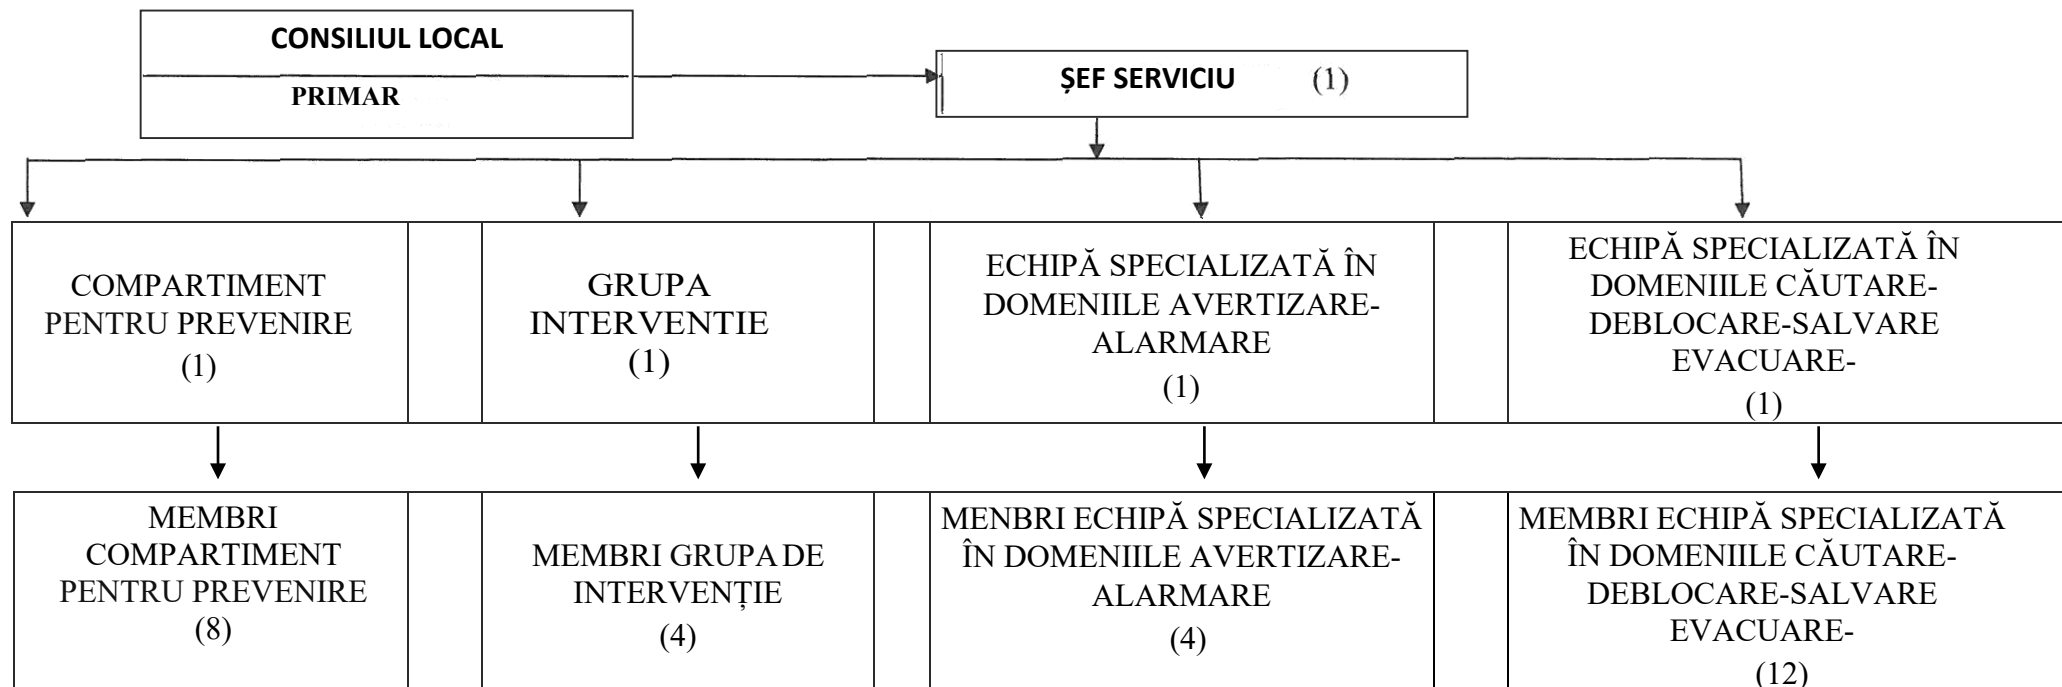 CONSILIUL LOCAL
PRIMAR
ȘEF SERVICIU (1)
COMPARTIMENT
PENTRU PREVENIRE
(1)
GRUPA
INTERVENTIE
(1)
ECHIPĂ SPECIALIZATĂ ÎN
DOMENIILE AVERTIZARE-
ALARMARE
(1)
ECHIPĂ SPECIALIZATĂ ÎN
DOMENIILE CĂUTARE-
DEBLOCARE-SALVARE
EVACUARE-
(1)
MEMBRI
COMPARTIMENT
PENTRU PREVENIRE
(8)
MEMBRI GRUPA DE
INTERVENȚIE
(4)
MENBRI ECHIPĂ SPECIALIZATĂ
ÎN DOMENIILE AVERTIZARE-
ALARMARE
(4)
MEMBRI ECHIPĂ SPECIALIZATĂ
ÎN DOMENIILE CĂUTARE-
DEBLOCARE-SALVARE
EVACUARE-
(12)